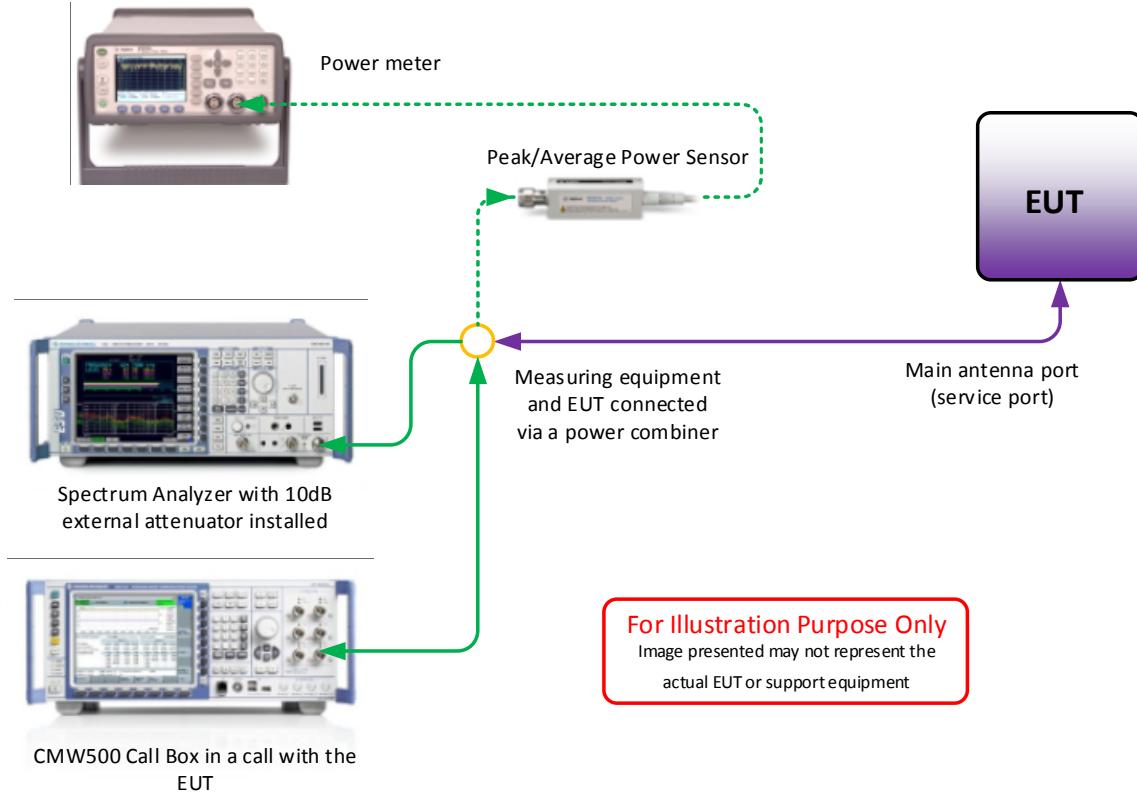 Power meter
Peak/Average Power Sensor
EUT
Measuring equipment
and EUT connected
via a power combiner
Main antenna port
(service port)
Spectrum Analyzer with 10dB
external attenuator installed
For Illustration Purpose Only
Image presented may not represent the
actual EUT or support equipment
CMW500 Call Box in a call with the
EUT